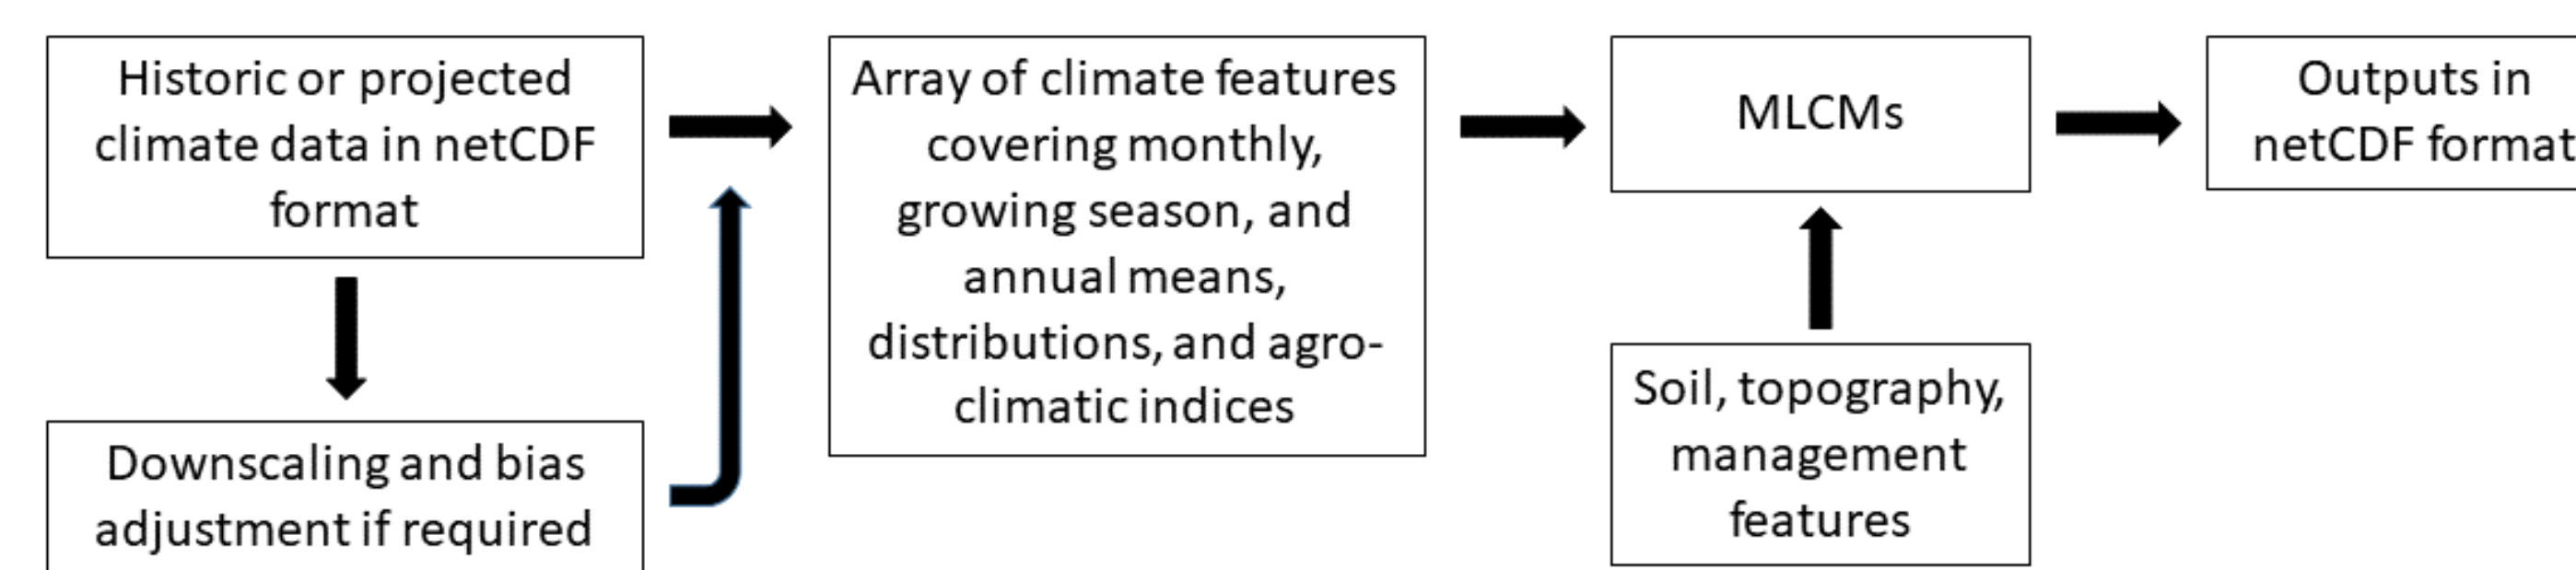 Historic or projected
climate data in netCDF
format
Downscaling and bias
adjustment if required
Array of climate features
covering monthly,
growing season, and
annual means,
distributions, and agro-
climatic indices
MLCMs
Soil, topography,
management
features
Outputs in
netCDF format